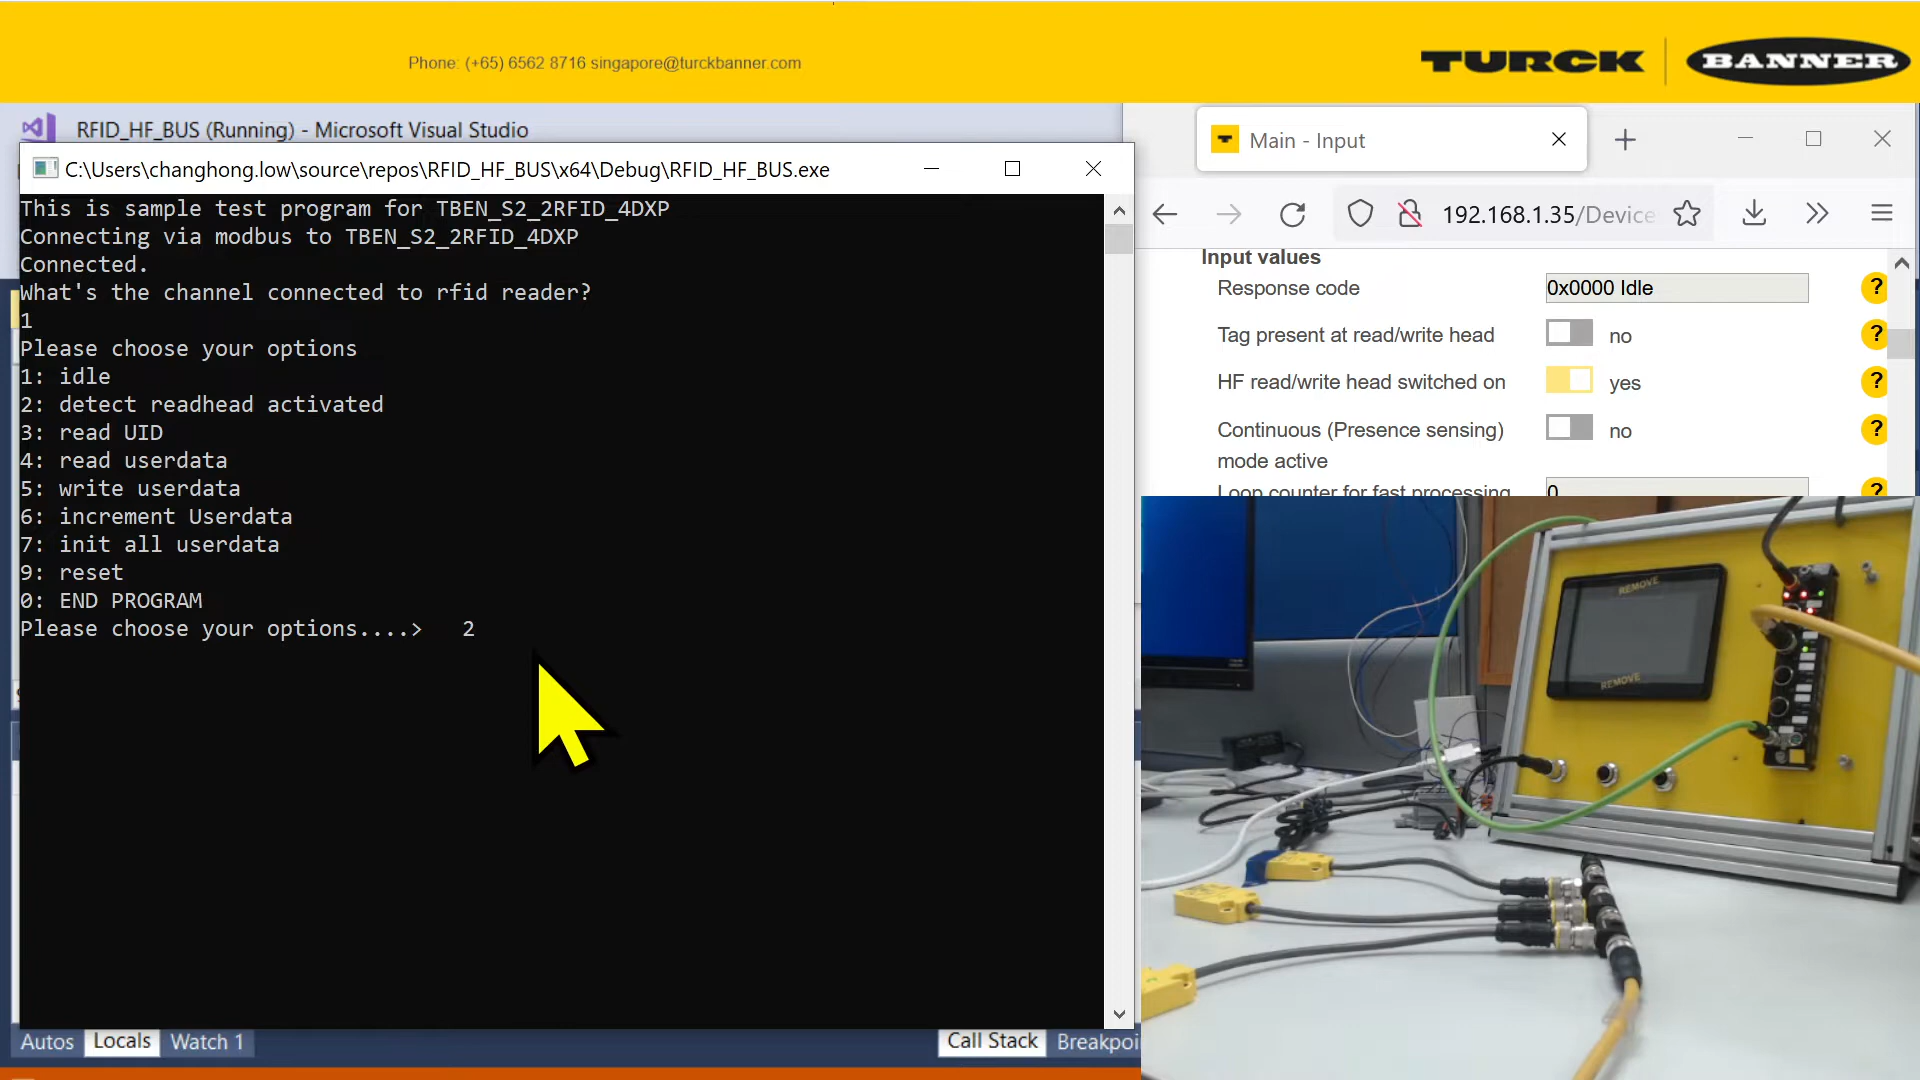 Phone: (+65) 6562 8716 singapore@turckbanner.com
TURCK
BANNER
RFID_HF_BUS (Running) - Microsoft Visual Studio
C:\Users\changhong.low\source\repos\RFID_HF_BUS\x64\Debug\RFID_HF_BUS.exe
This is sample test program for TBEN_S2_2RFID_4DXP
Connecting via modbus to TBEN_S2_2RFID_4DXP
Connected.
What's the channel connected to rfid reader?
1
Please choose your options
1: idle
2: detect readhead activated
3: read UID
4: read userdata
5: write userdata
6: increment Userdata
7: init all userdata
9: reset
0: END PROGRAM
Please choose your options....> 2
Autos
Locals
Watch 1
Call Stack
Breakpoi
Main - Input
192.168.1.35/Device
Input values
Response code
0x0000 Idle
?
Tag present at read/write head
no
?
HF read/write head switched on
yes
?
Continuous (Presence sensing)
mode active
no
?
Loop counter for fast processing
0
?
REMOVE
REMOVE